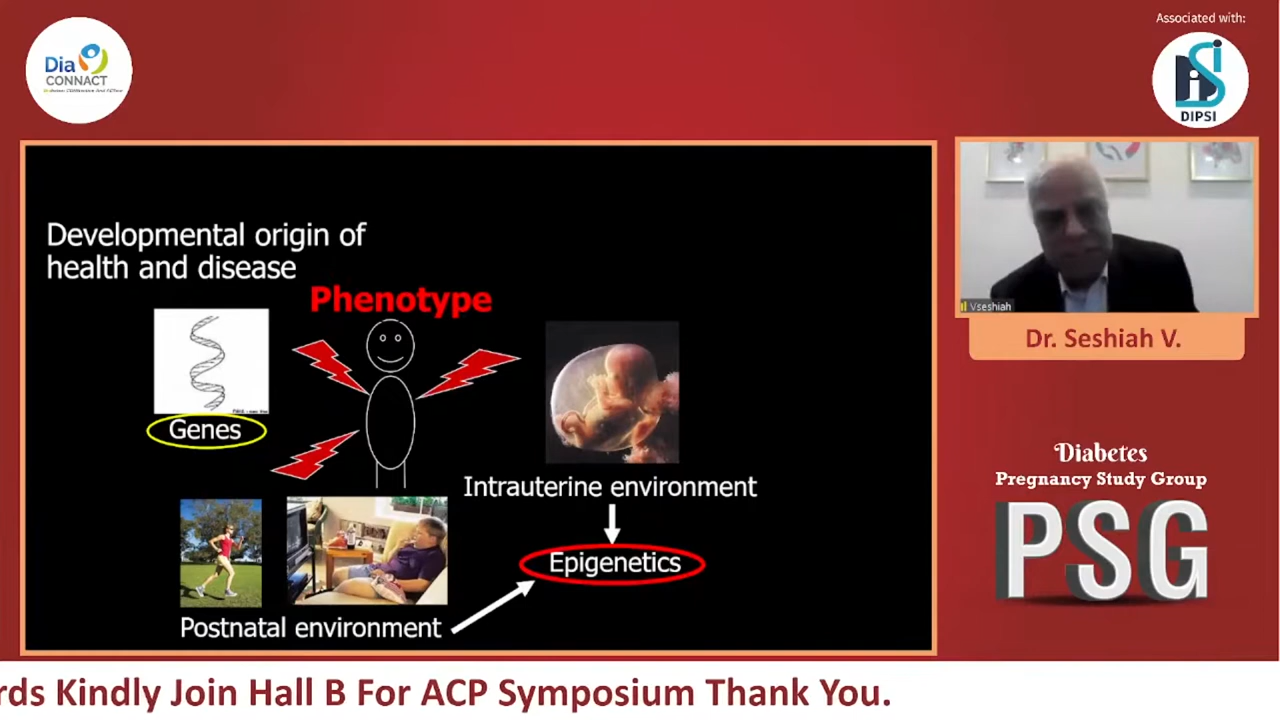 Associated with:
Dia
CONNACT
DIPSI
Developmental origin of
health and disease
Phenotype
Genes
Intrauterine environment
Epigenetics
Postnatal environment
Vseshiah
Dr. Seshiah V.
Diabetes
Pregnancy Study Group
PSG
rds Kindly Join Hall B For ACP Symposium Thank You.